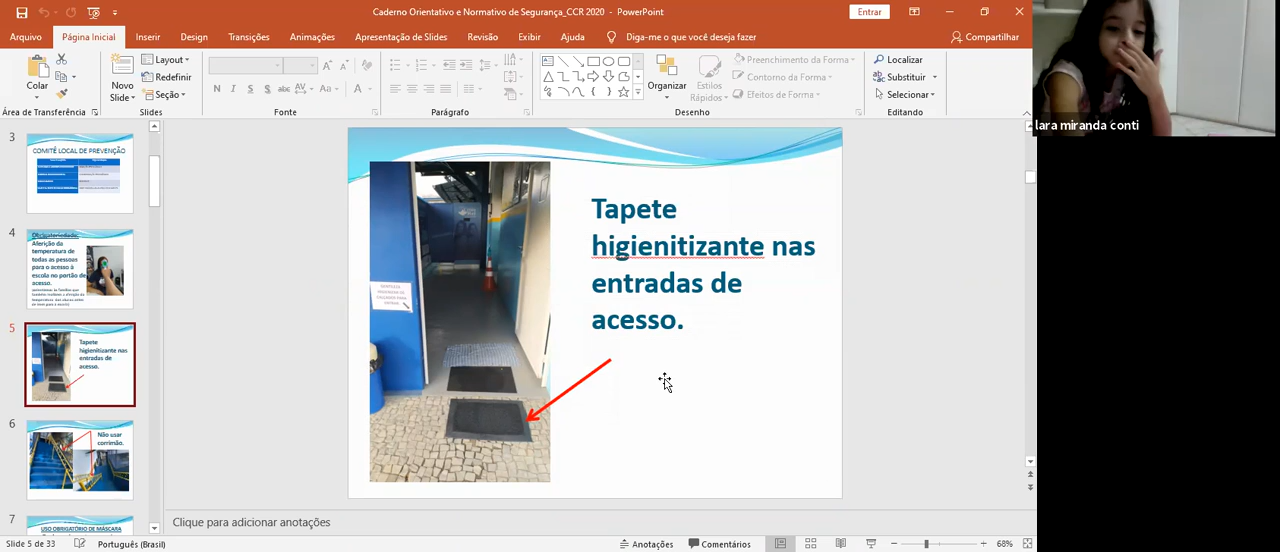 Caderno Orientativo e Normativo de Segurança_CCR 2020 - PowerPoint
Entrar
Arquivo
Página Inicial
Inserir
Design
Transições
Animações
Apresentação de Slides
Revisão
Exibir
Ajuda
Diga-me o que você deseja fazer
Compartilhar
Colar
Novo
Slide
Layout
Redefinir
Seção
N
I
S
S
abc
AV
Aa
A
Organizar
Estilos
Rápidos
Preenchimento da Forma
Contorno da Forma
Efeitos de Forma
Localizar
Substituir
Selecionar
Área de Transferência
Slides
Fonte
Parágrafo
Desenho
Editando
lara miranda conti
3
COMITÊ LOCAL DE PREVENÇÃO
4
Obrigatoriedade:
Aferição da
temperatura de
todas as pessoas
para o acesso à
escola no portão de
acesso.
5
Tapete
higienitizante nas
entradas de
acesso.
6
Não usar
corrimão.
7
USO OBRIGATÓRIO DE MÁSCARA
Tapete
higienitizante nas
entradas de
acesso.
Clique para adicionar anotações
Slide 5 de 33
Português (Brasil)
Anotações
Comentários
68%